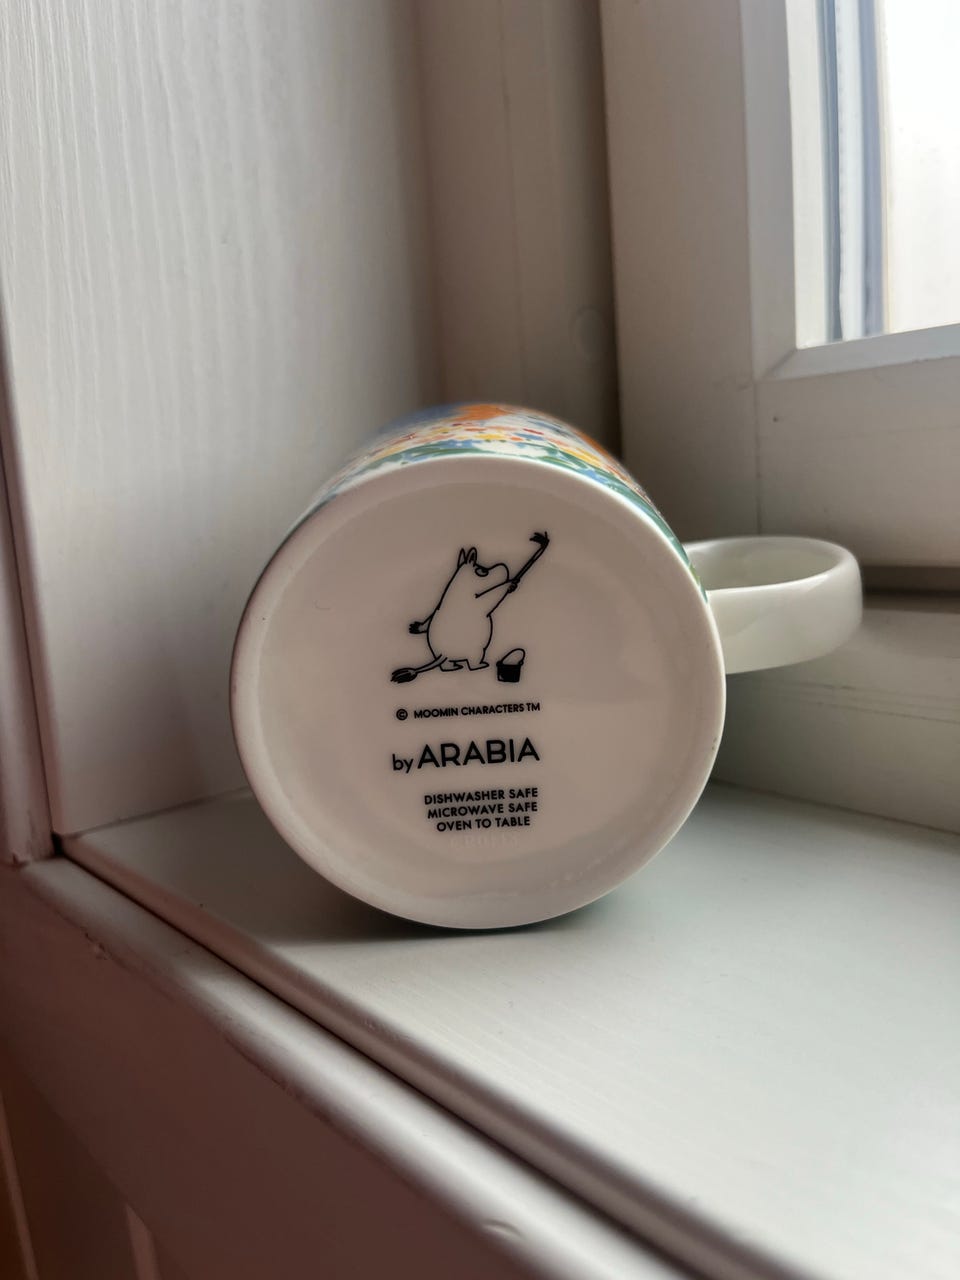 © MOOMIN CHARACTERS TM
by ARABIA
DISHWASHER SAFE
MICROWAVE SAFE
OVEN TO TABLE